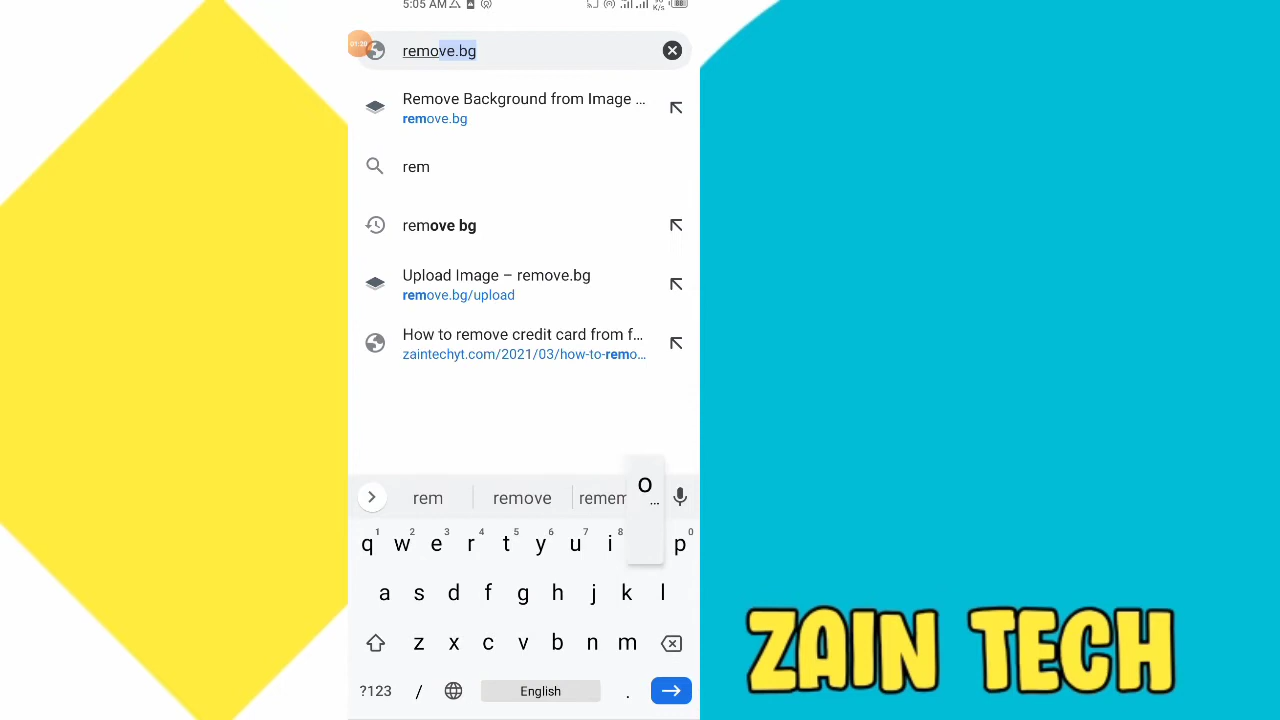 5:05 AM
remove.bg
Remove Background from Image ...
remove.bg
rem
remove bg
Upload Image – remove.bg
remove.bg/upload
How to remove credit card from f...
zaintechyt.com/2021/03/how-to-remo...
rem remove
o
...
1 2 3 4 5 6 7 8 0
q w e r t y u i p
a s d f g h j k l
z x c v b n m
?123 / English .
ZAIN TECH